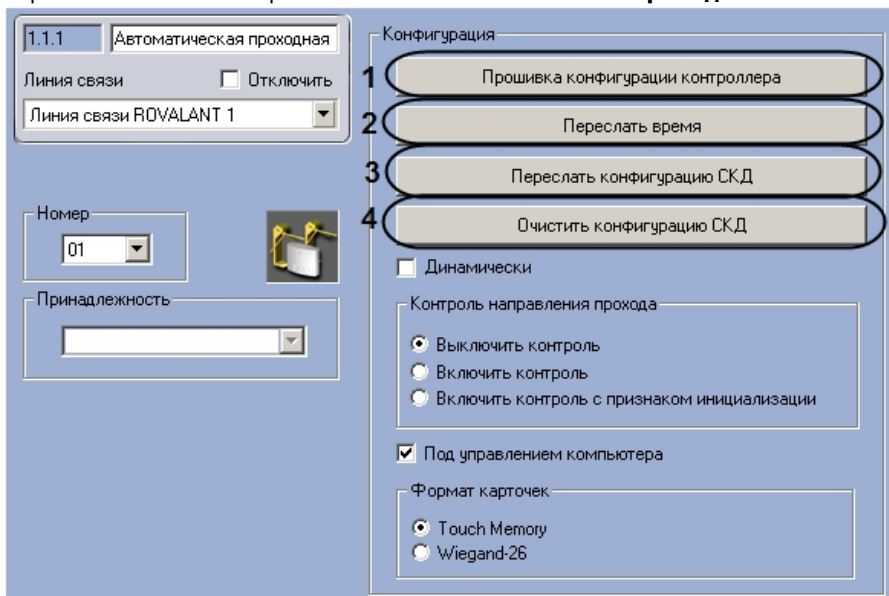 1.1.1 Автоматическая проходная
Линия связи Отключить
Линия связи ROVALANT 1
Номер
01
Принадлежность
Конфигурация
1 Прошивка конфигурации контроллера
2 Переслать время
3 Переслать конфигурацию СКД
4 Очистить конфигурацию СКД
Динамически
Контроль направления прохода
Выключить контроль
Включить контроль
Включить контроль с признаком инициализации
Под управлением компьютера
Формат карточек
Touch Memory
Wiegand-26